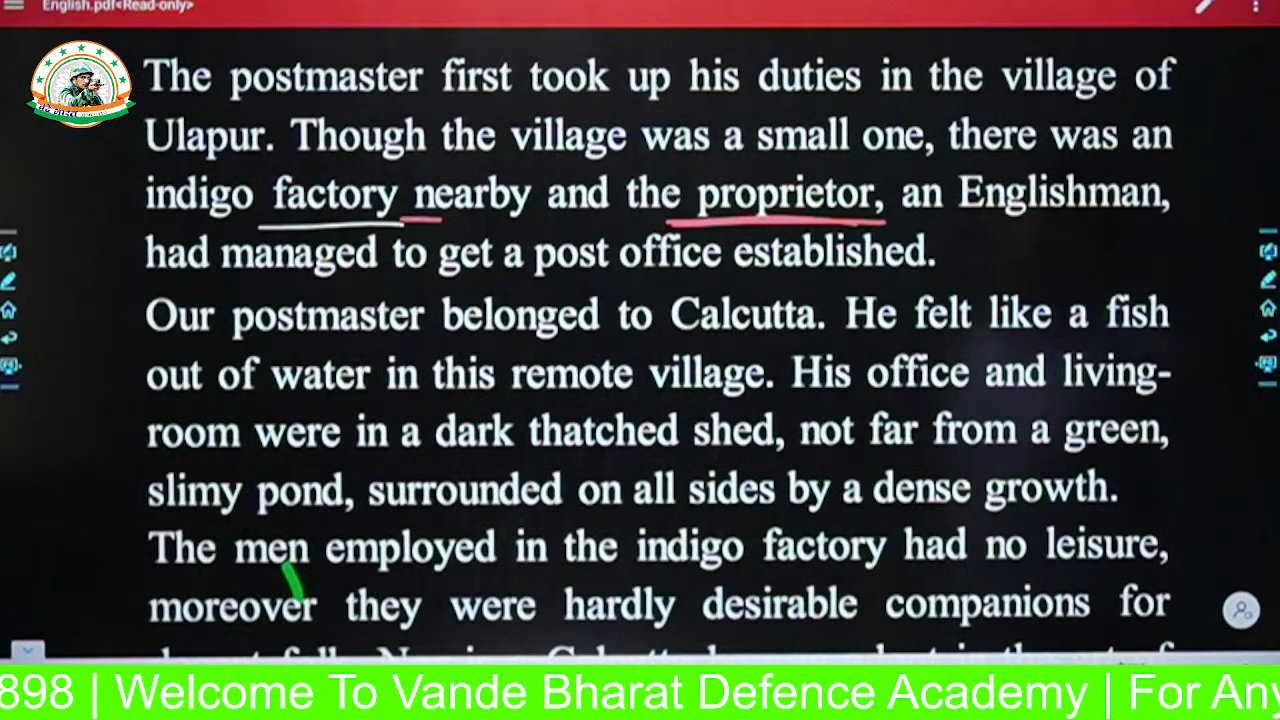 English.pdf<Read-only>
The postmaster first took up his duties in the village of
Ulapur. Though the village was a small one, there was an
indigo factory nearby and the proprietor, an Englishman,
had managed to get a post office established.
Our postmaster belonged to Calcutta. He felt like a fish
out of water in this remote village. His office and living-
room were in a dark thatched shed, not far from a green,
slimy pond, surrounded on all sides by a dense growth.
The men employed in the indigo factory had no leisure,
moreover they were hardly desirable companions for
898 | Welcome To Vande Bharat Defence Academy | For Any